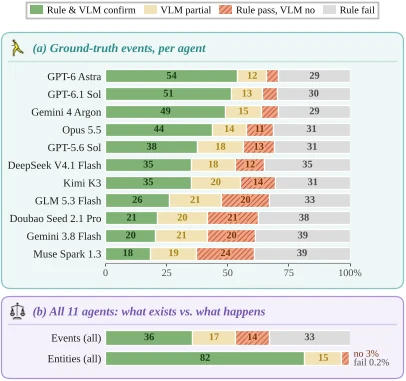 Rule & VLM confirm VLM partial Rule pass, VLM no Rule fail
(a) Ground-truth events, per agent
GPT-6 Astra 54 12 29
GPT-6.1 Sol 51 13 30
Gemini 4 Argon 49 15 29
Opus 5.5 44 14 11 31
GPT-5.6 Sol 38 18 13 31
DeepSeek V4.1 Flash 35 18 12 35
Kimi K3 35 20 14 31
GLM 5.3 Flash 26 21 20 33
Doubao Seed 2.1 Pro 21 20 21 38
Gemini 3.8 Flash 20 21 20 39
Muse Spark 1.3 18 19 24 39
0 25 50 75 100%
(b) All 11 agents: what exists vs. what happens
Events (all) 36 17 14 33
Entities (all) 82 15 no 3%
fail 0.2%